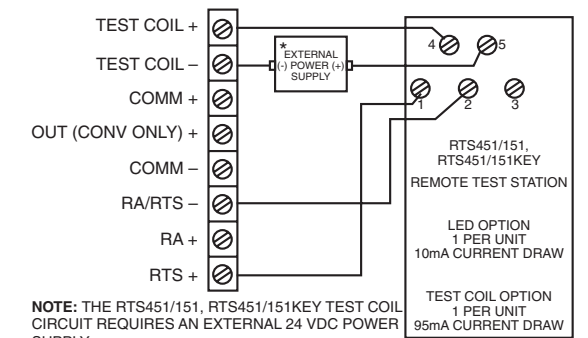 TEST COIL +
TEST COIL –
COMM +
OUT (CONV ONLY) +
COMM –
RA/RTS –
RA +
RTS +
*
EXTERNAL
(-) POWER (+)
SUPPLY
4
5
1
2
3
RTS451/151,
RTS451/151KEY
REMOTE TEST STATION
LED OPTION
1 PER UNIT
10mA CURRENT DRAW
TEST COIL OPTION
1 PER UNIT
95mA CURRENT DRAW
NOTE: THE RTS451/151, RTS451/151KEY TEST COIL
CIRCUIT REQUIRES AN EXTERNAL 24 VDC POWER
SUPPLY